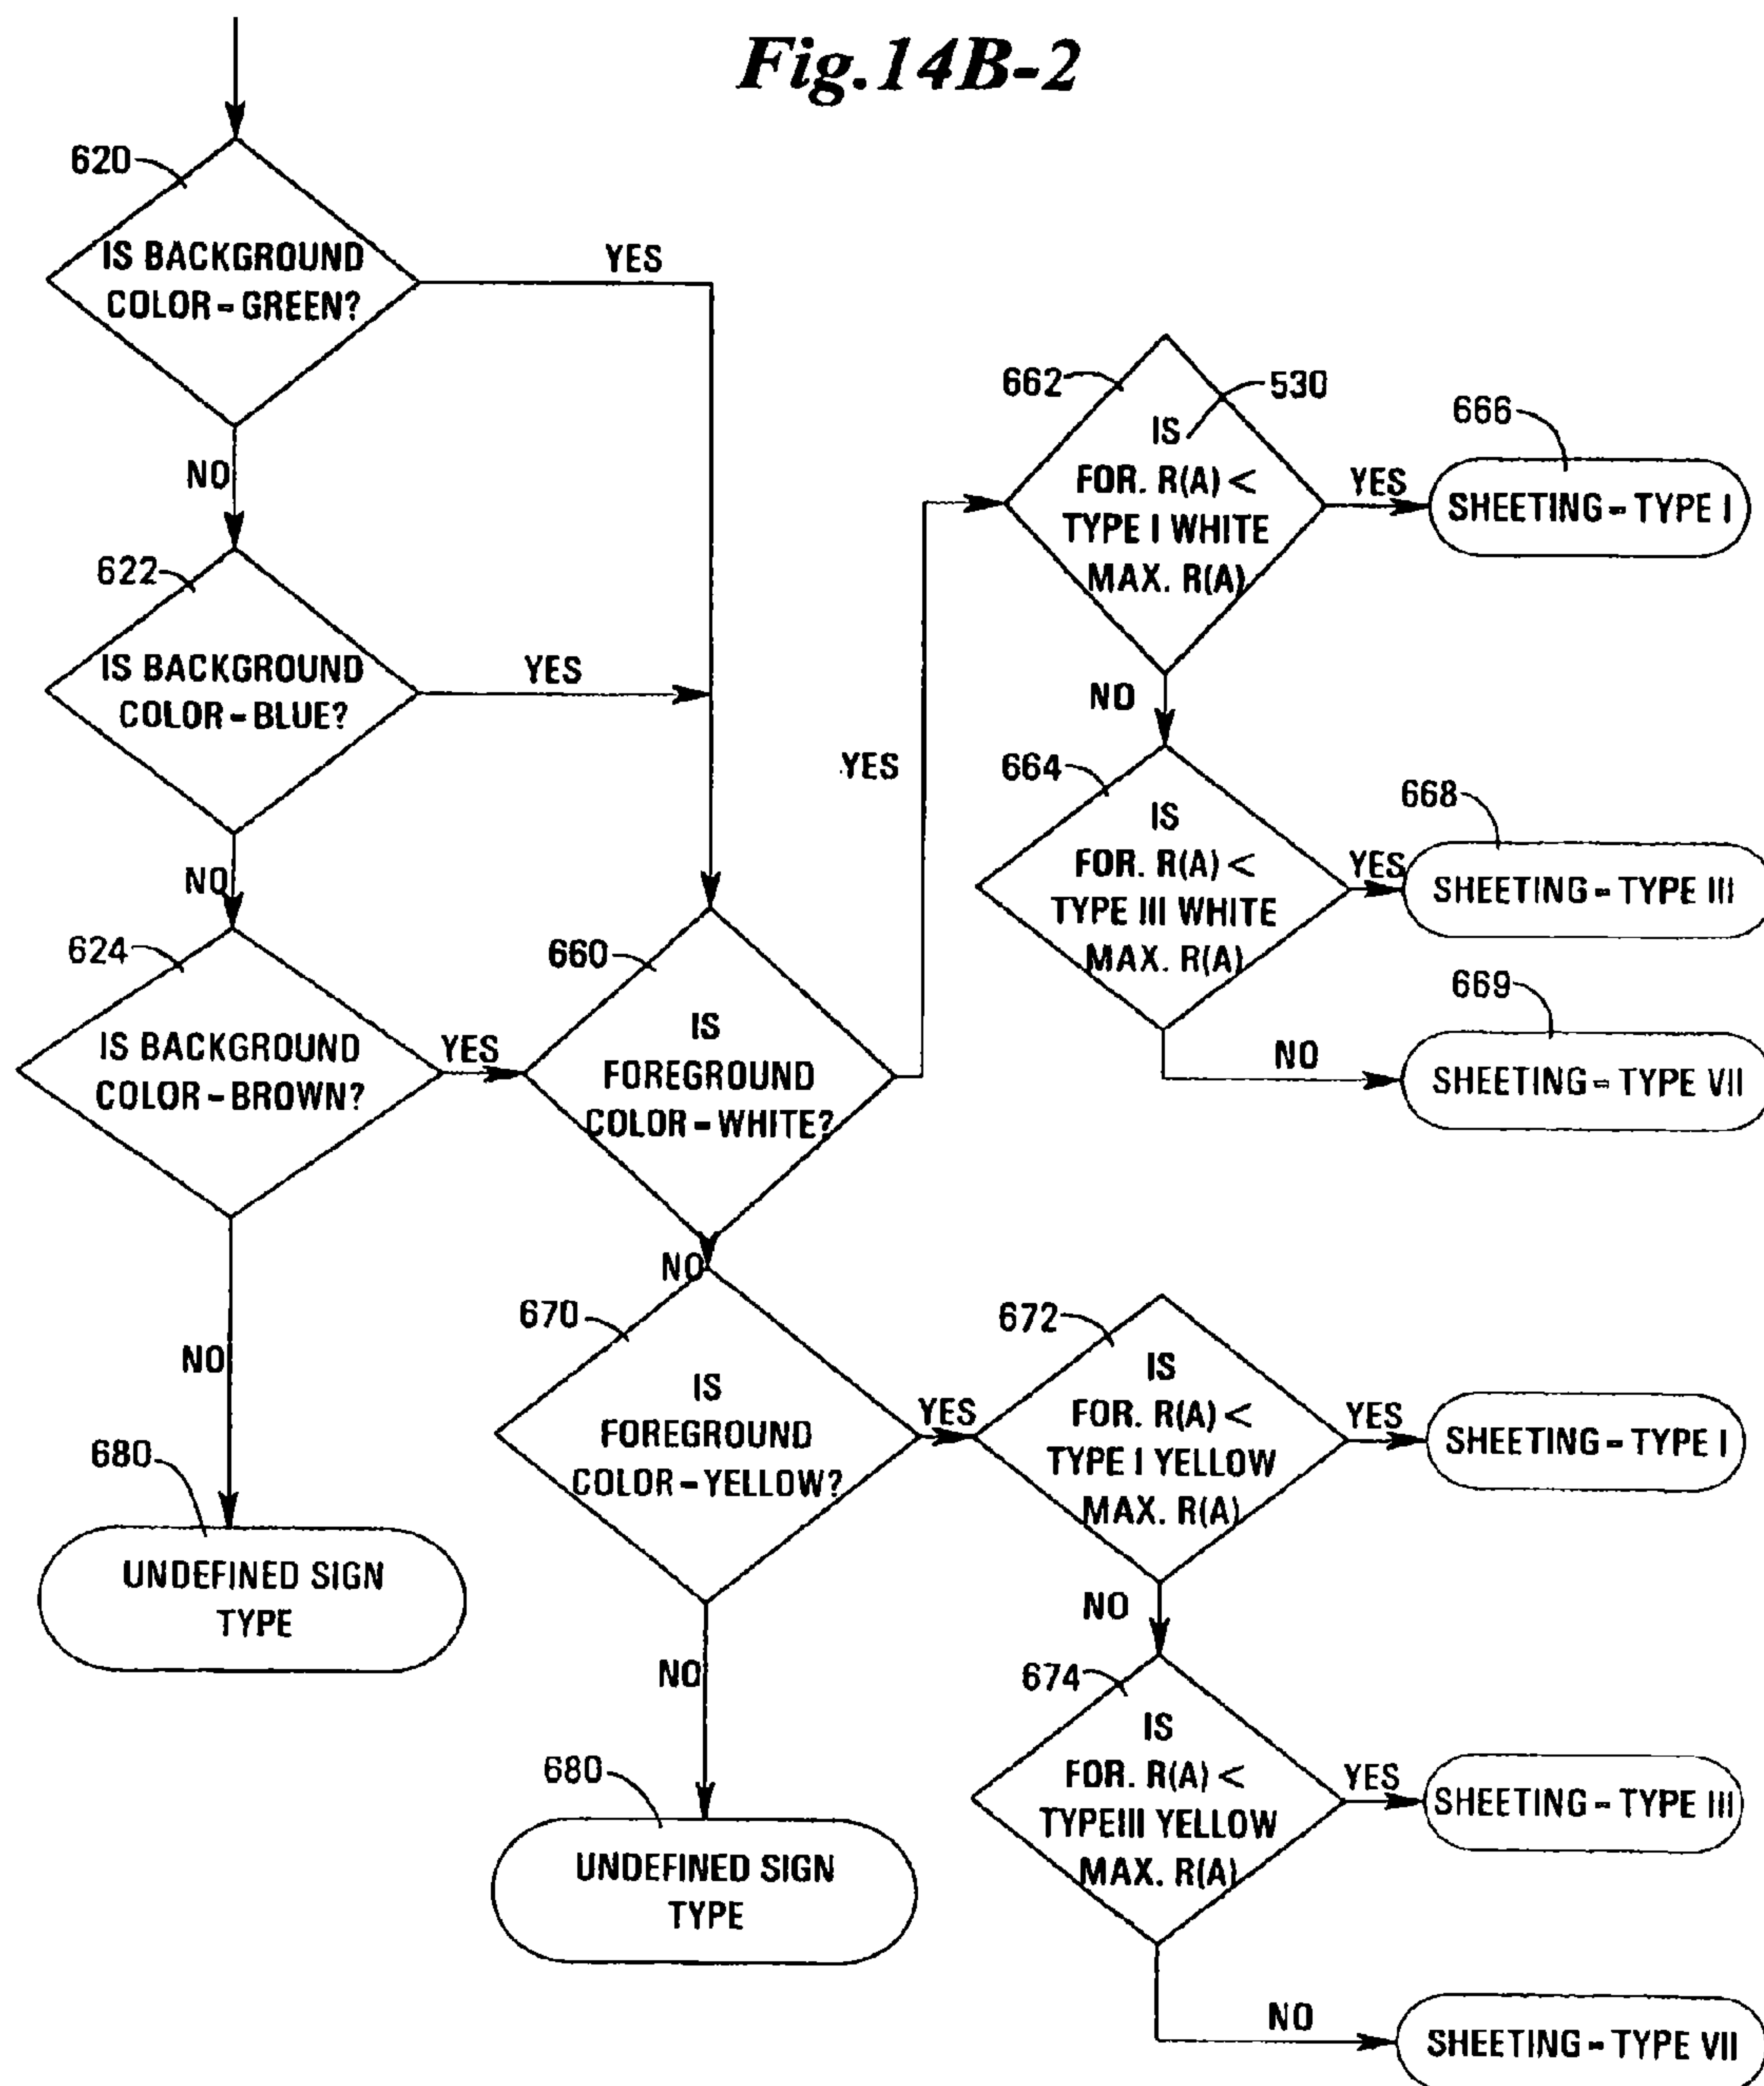 Fig.14B-2
620
IS BACKGROUND
COLOR = GREEN?
YES
NO
622
IS BACKGROUND
COLOR = BLUE?
YES
NO
624
IS BACKGROUND
COLOR = BROWN?
YES
NO
680
UNDEFINED SIGN
TYPE
660
IS
FOREGROUND
COLOR = WHITE?
YES
NO
662
530
IS
FOR. R(A) <
TYPE I WHITE
MAX. R(A)
YES
666
SHEETING = TYPE I
NO
664
IS
FOR. R(A) <
TYPE III WHITE
MAX. R(A)
YES
668
SHEETING = TYPE III
669
NO
SHEETING = TYPE VII
670
IS
FOREGROUND
COLOR = YELLOW?
YES
NO
680
UNDEFINED SIGN
TYPE
672
IS
FOR. R(A) <
TYPE I YELLOW
MAX. R(A)
YES
SHEETING = TYPE I
NO
674
IS
FOR. R(A) <
TYPEIII YELLOW
MAX. R(A)
YES
SHEETING = TYPE III
NO
SHEETING = TYPE VII